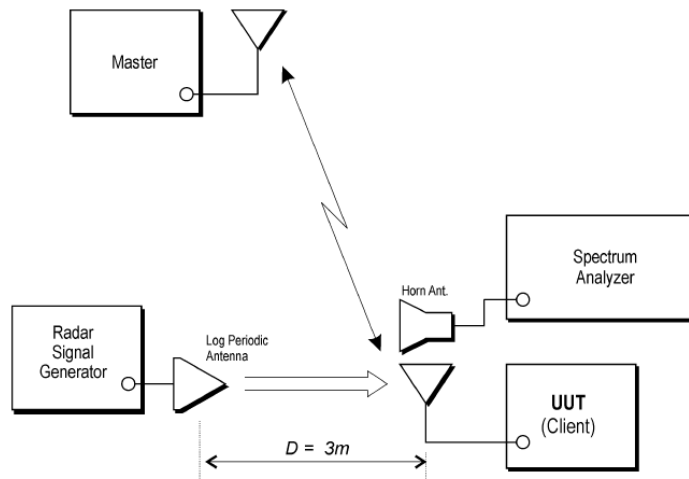 Master
Spectrum
Analyzer
Horn Ant.
Radar
Signal
Generator
Log Periodic
Antenna
UUT
(Client)
D = 3m